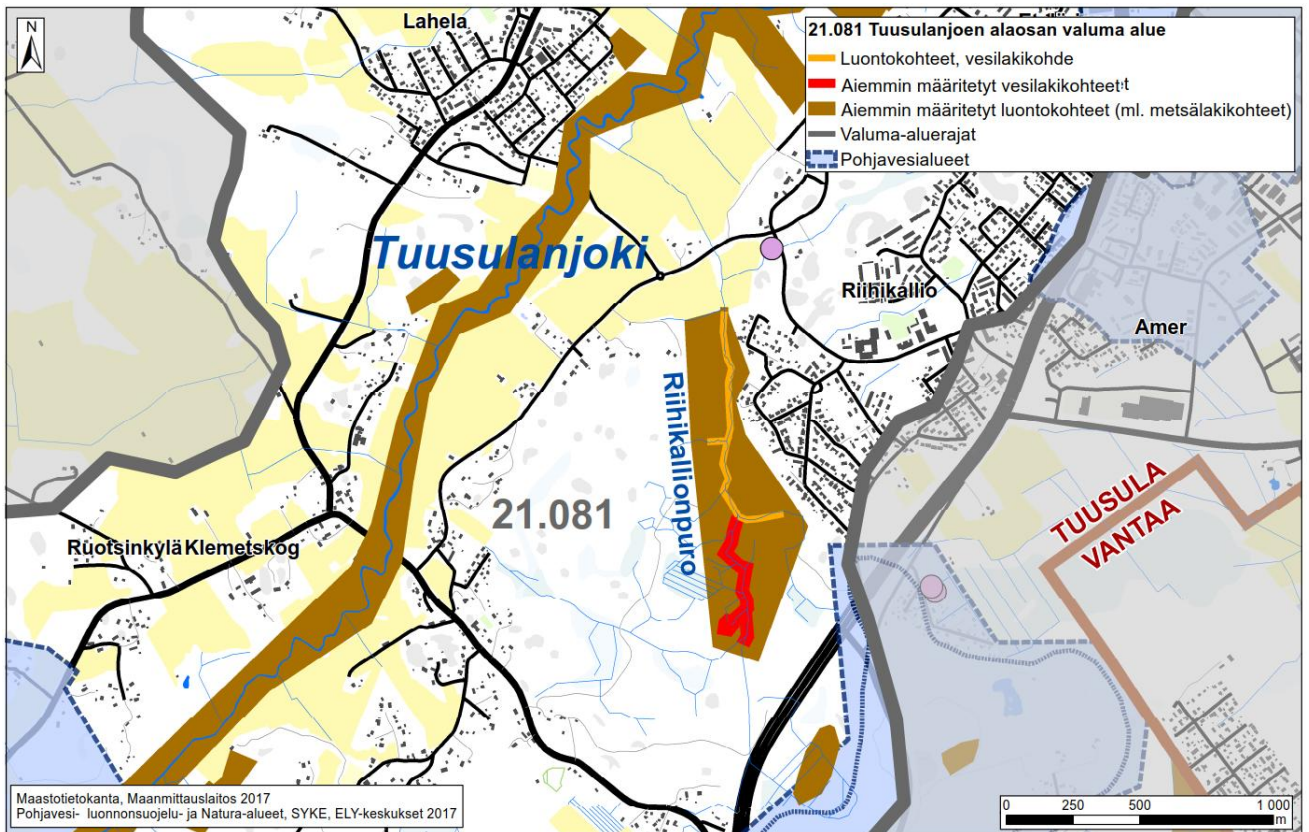 Lahela
N
21.081 Tuusulanjoen alaosan valuma alue
Luontokohteet, vesilakikohde
Aiemmin määritetyt vesilakikohteet't
Aiemmin määritetyt luontokohteet (ml. metsälakikohteet)
Valuma-aluerajat
Pohjavesialueet
Tuusulanjoki
Riihikallio
Amer
Riihikallionpuro
21.081
TUUSULA
VANTAA
Ruotsinkylä Klemetskog
Maastotietokanta, Maanmittauslaitos 2017
Pohjavesi- luonnonsuojelu- ja Natura-alueet, SYKE, ELY-keskukset 2017
0 250 500 1 000
m